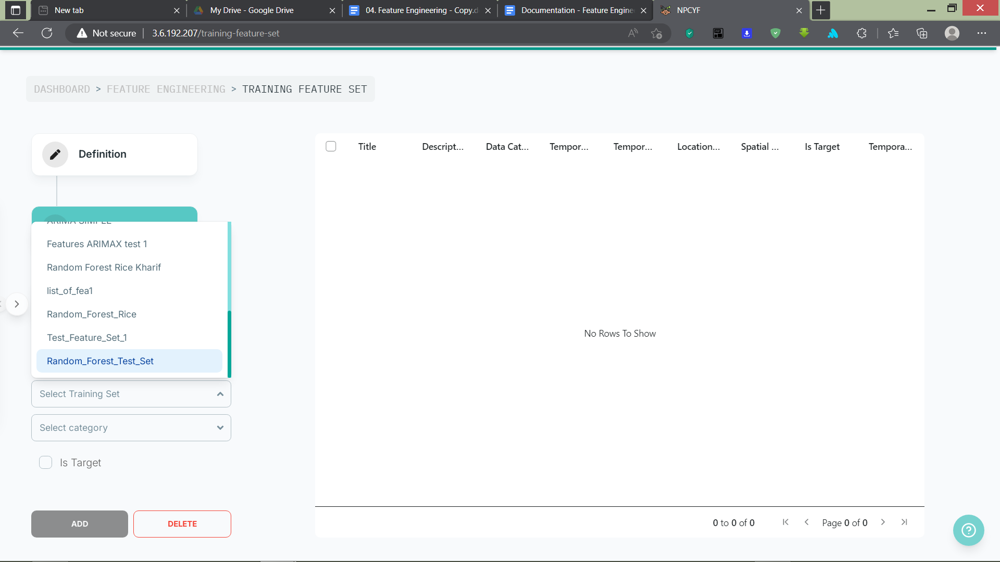 New tab
My Drive - Google Drive
04. Feature Engineering - Copy.d
Documentation - Feature Engine
NPCYF
Not secure
3.6.192.207/training-feature-set
DASHBOARD > FEATURE ENGINEERING > TRAINING FEATURE SET
Definition
Title
Descript...
Data Cat...
Tempor...
Tempor...
Location...
Spatial ...
Is Target
Tempora...
ARIMA SIMPLE
Features ARIMAX test 1
Random Forest Rice Kharif
list_of_fea1
Random_Forest_Rice
Test_Feature_Set_1
Random_Forest_Test_Set
No Rows To Show
Select Training Set
Select category
Is Target
ADD
DELETE
0 to 0 of 0
Page 0 of 0